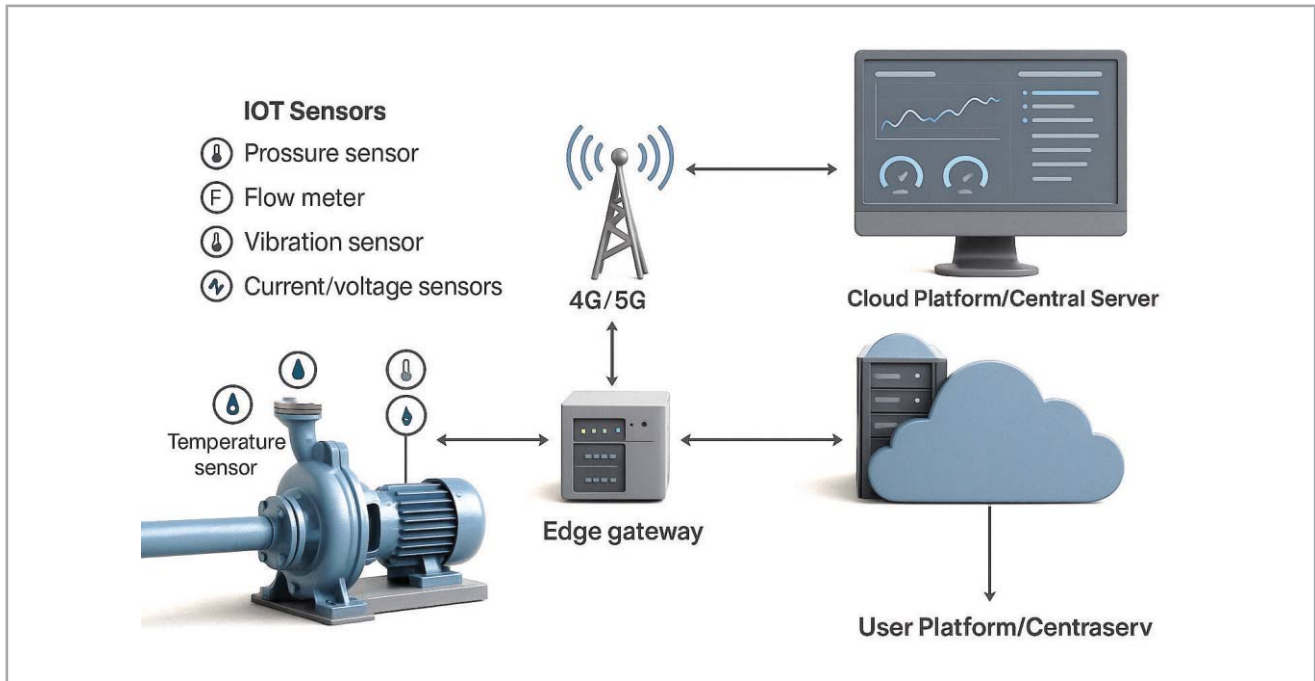 IOT Sensors
Prossure sensor
F Flow meter
Vibration sensor
Current/voltage sensors
4G/5G
Cloud Platform/Central Server
Temperature
sensor
Edge gateway
User Platform/Centraserv